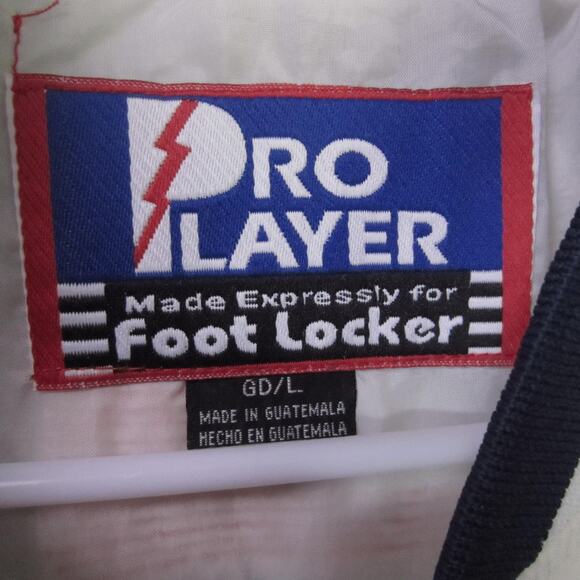 PRO
PLAYER
Made Expressly for
Foot Locker
GD/L
MADE IN GUATEMALA
HECHO EN GUATEMALA